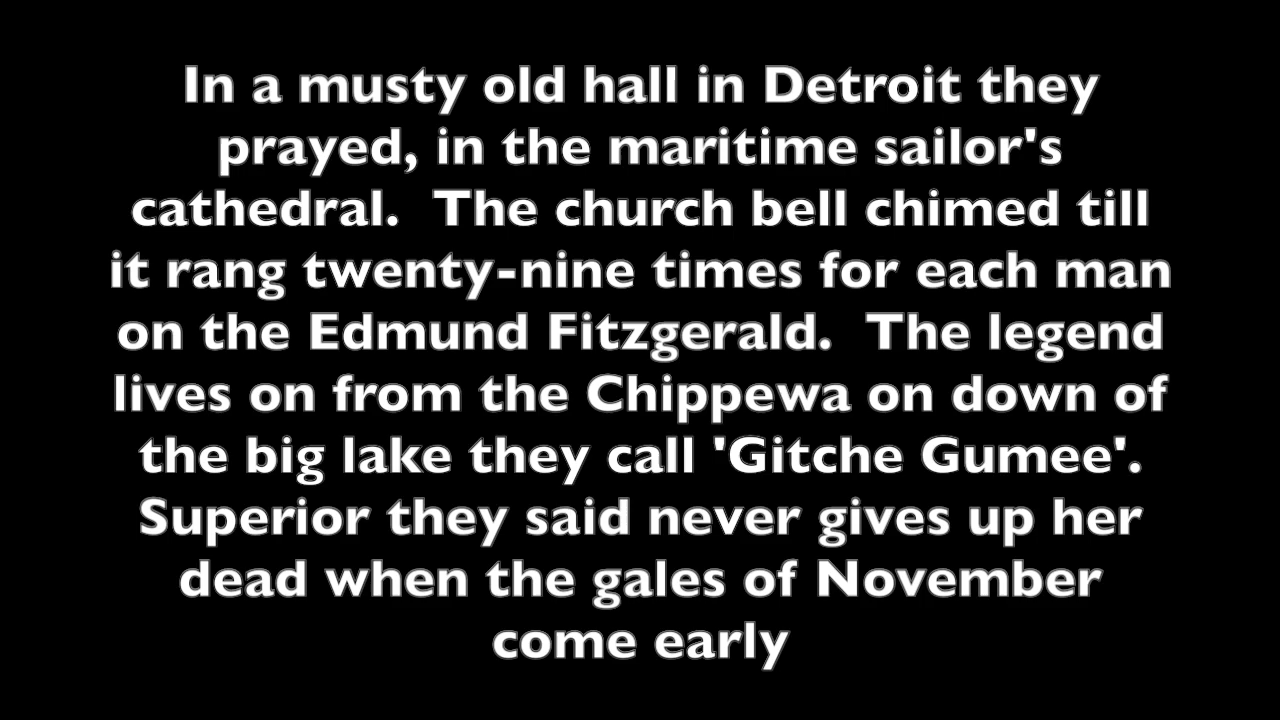 In a musty old hall in Detroit they
prayed, in the maritime sailor's
cathedral.  The church bell chimed till
it rang twenty-nine times for each man
on the Edmund Fitzgerald.  The legend
lives on from the Chippewa on down of
the big lake they call 'Gitche Gumee'.
Superior they said never gives up her
dead when the gales of November
come early